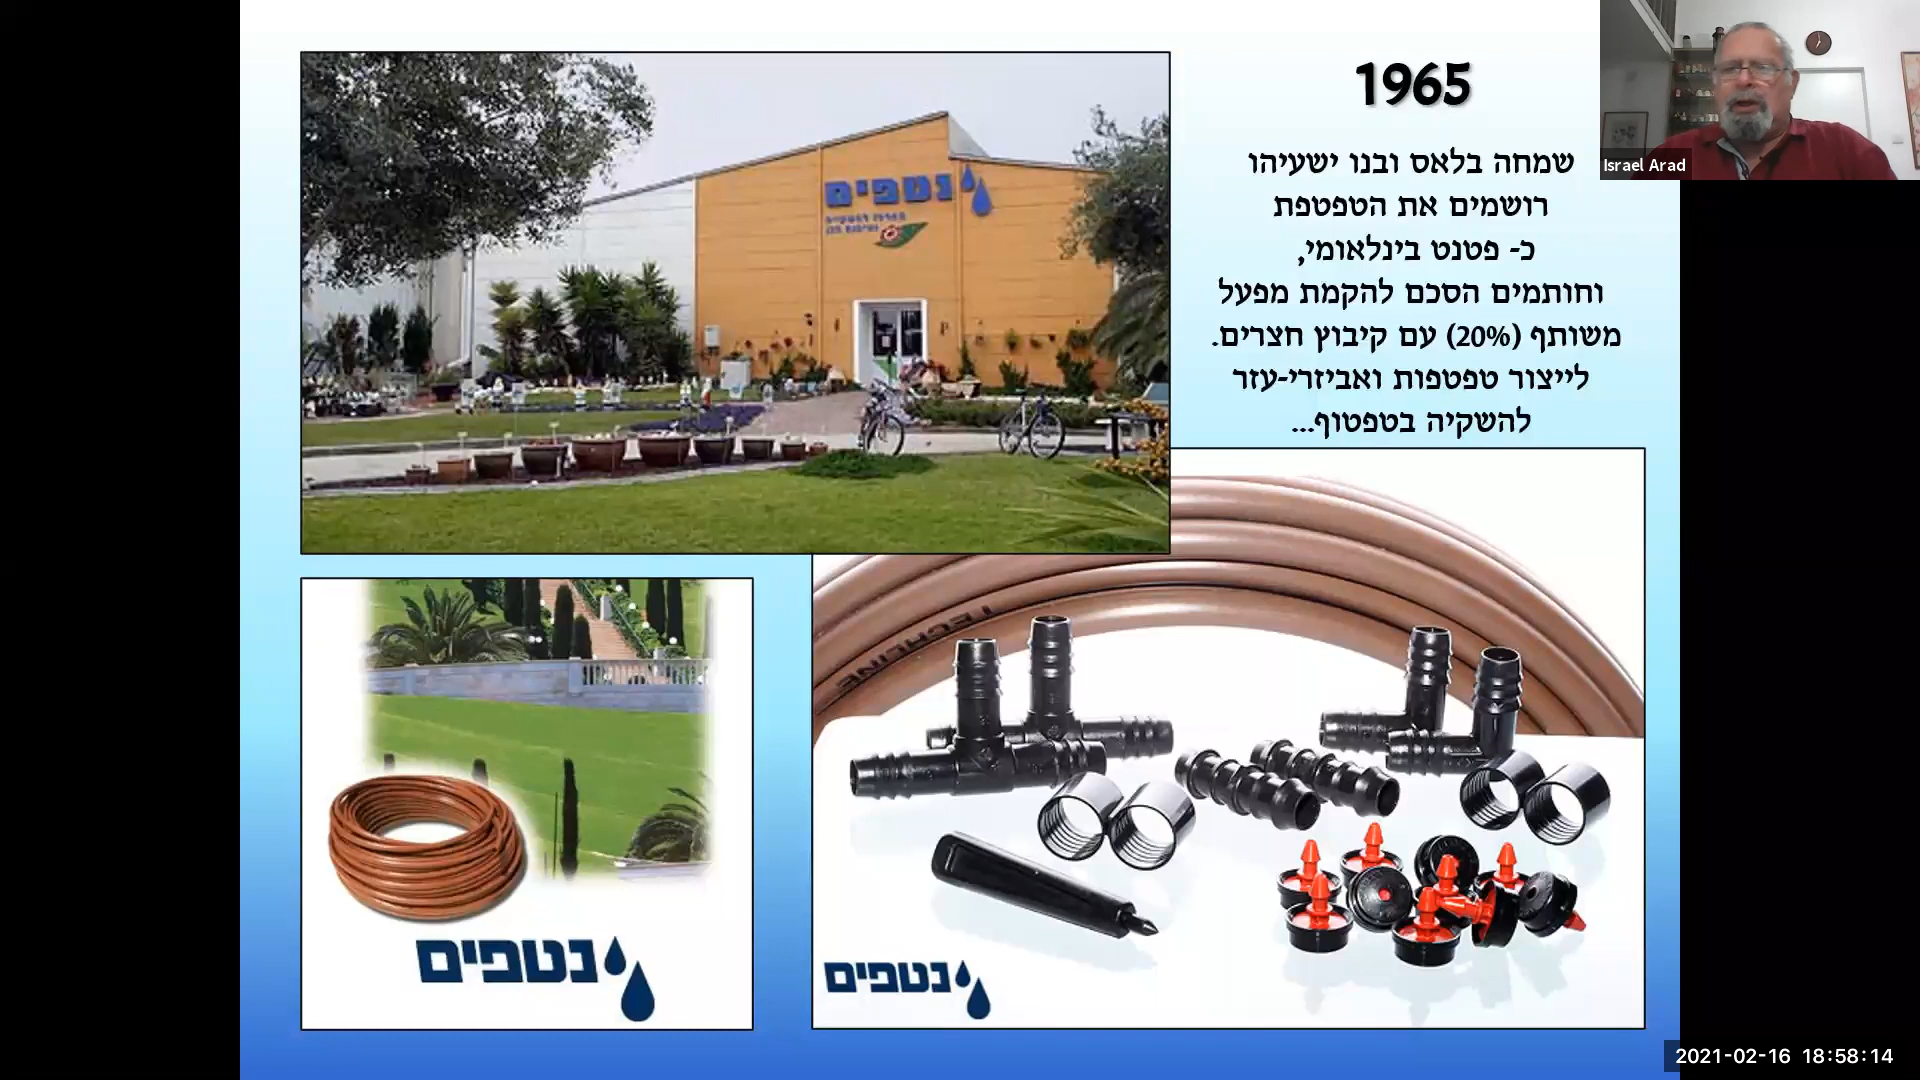 1965
שמחה בלאס ובנו ישעיהו
רושמים את הטפטפת
כ- פטנט בינלאומי,
וחותמים הסכם להקמת מפעל
משותף (20%) עם קיבוץ חצרים.
לייצור טפטפות ואביזרי-עזר
להשקיה בטפטוף...
Israel Arad
נטפים
TECHLINE
נטפים
נטפים
2021-02-16 18:58:14